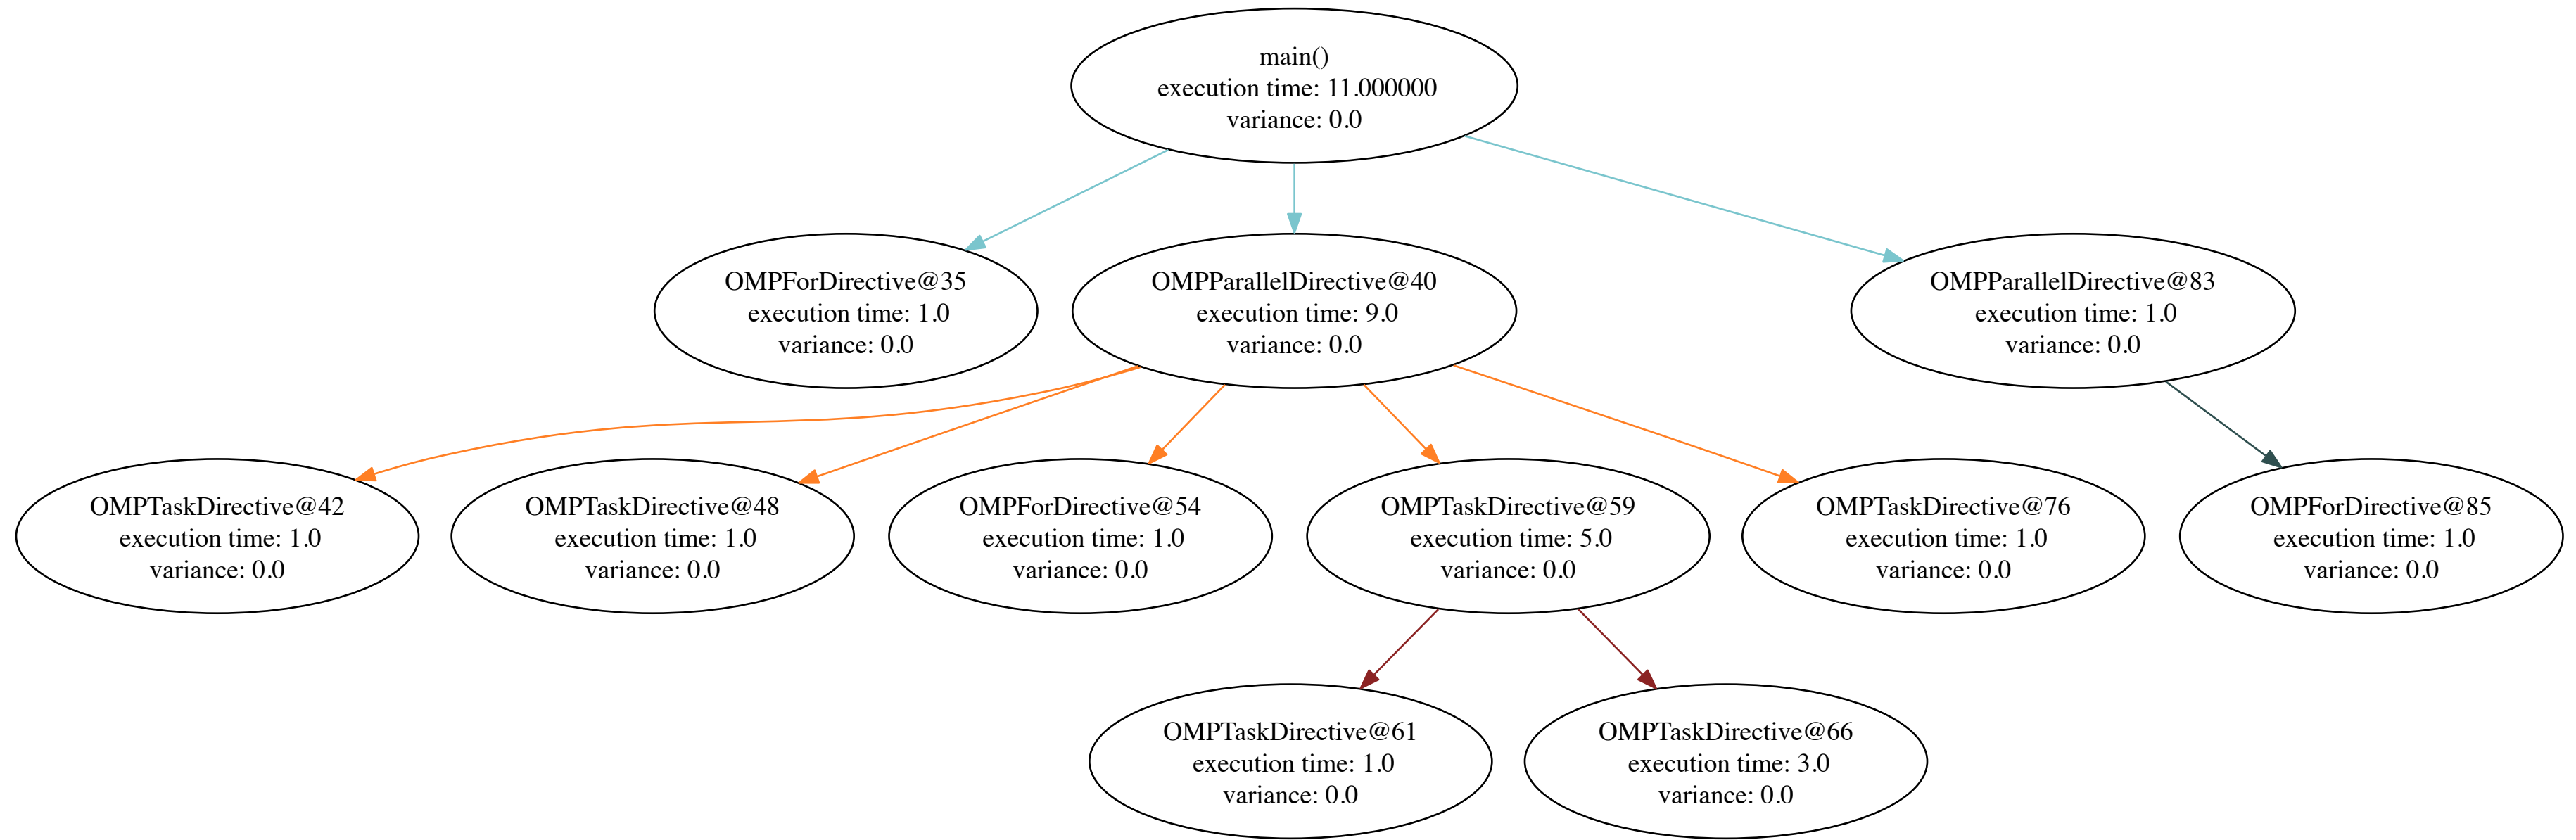 main()
execution time: 11.000000
variance: 0.0
OMPForDirective@35
execution time: 1.0
variance: 0.0
OMPParallelDirective@40
execution time: 9.0
variance: 0.0
OMPParallelDirective@83
execution time: 1.0
variance: 0.0
OMPTaskDirective@42
execution time: 1.0
variance: 0.0
OMPTaskDirective@48
execution time: 1.0
variance: 0.0
OMPForDirective@54
execution time: 1.0
variance: 0.0
OMPTaskDirective@59
execution time: 5.0
variance: 0.0
OMPTaskDirective@76
execution time: 1.0
variance: 0.0
OMPForDirective@85
execution time: 1.0
variance: 0.0
OMPTaskDirective@61
execution time: 1.0
variance: 0.0
OMPTaskDirective@66
execution time: 3.0
variance: 0.0